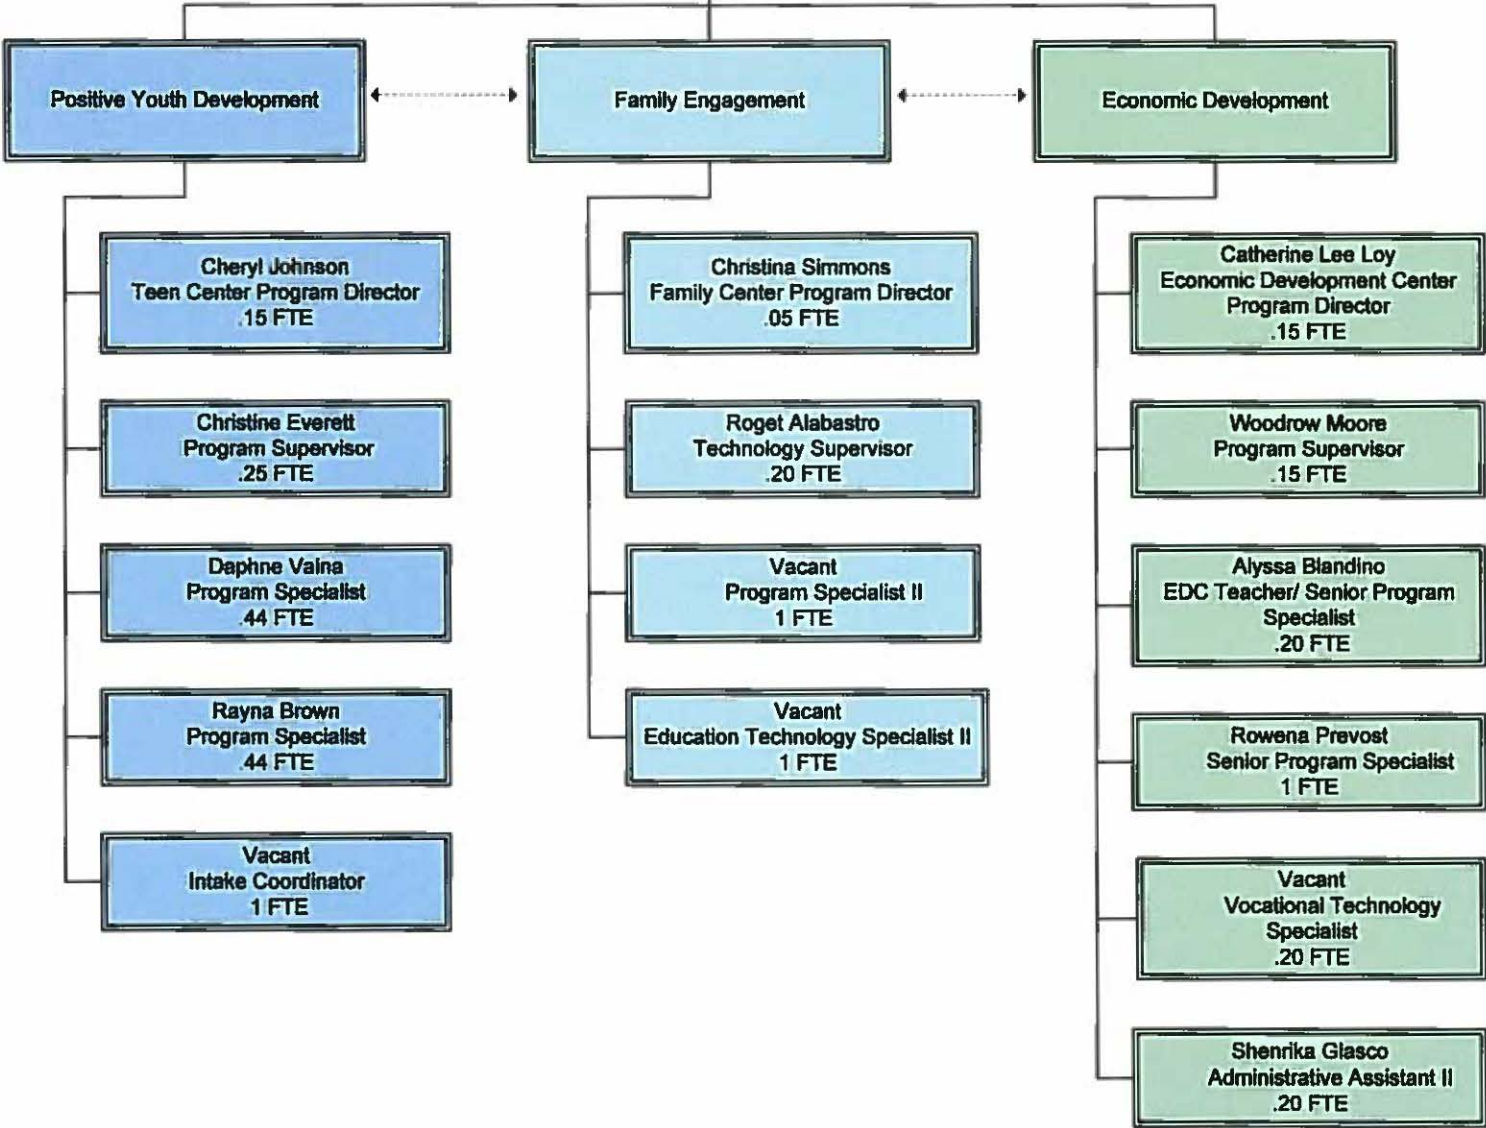 Positive Youth Development
Family Engagement
Economic Development
Cheryl Johnson
Teen Center Program Director
.15 FTE
Christine Everett
Program Supervisor
.25 FTE
Daphne Vaina
Program Specialist
.44 FTE
Rayna Brown
Program Specialist
.44 FTE
Vacant
Intake Coordinator
1 FTE
Christina Simmons
Family Center Program Director
.05 FTE
Roget Alabastro
Technology Supervisor
.20 FTE
Vacant
Program Specialist II
1 FTE
Vacant
Education Technology Specialist II
1 FTE
Catherine Lee Loy
Economic Development Center
Program Director
.15 FTE
Woodrow Moore
Program Supervisor
.15 FTE
Alyssa Blandino
EDC Teacher/ Senior Program
Specialist
.20 FTE
Rowena Prevost
Senior Program Specialist
1 FTE
Vacant
Vocational Technology
Specialist
.20 FTE
Shenrika Glasco
Administrative Assistant II
.20 FTE